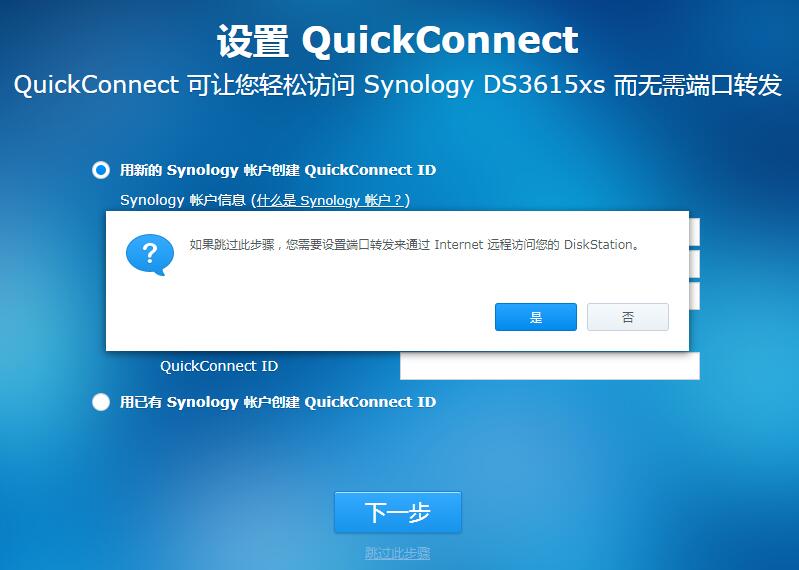 设置 QuickConnect
QuickConnect 可让您轻松访问 Synology DS3615xs 而无需端口转发
用新的 Synology 帐户创建 QuickConnect ID
Synology 帐户信息 (什么是 Synology 帐户？)
?
如果跳过此步骤，您需要设置端口转发来通过 Internet 远程访问您的 DiskStation。
是 否
QuickConnect ID
用已有 Synology 帐户创建 QuickConnect ID
下一步
跳过此步骤